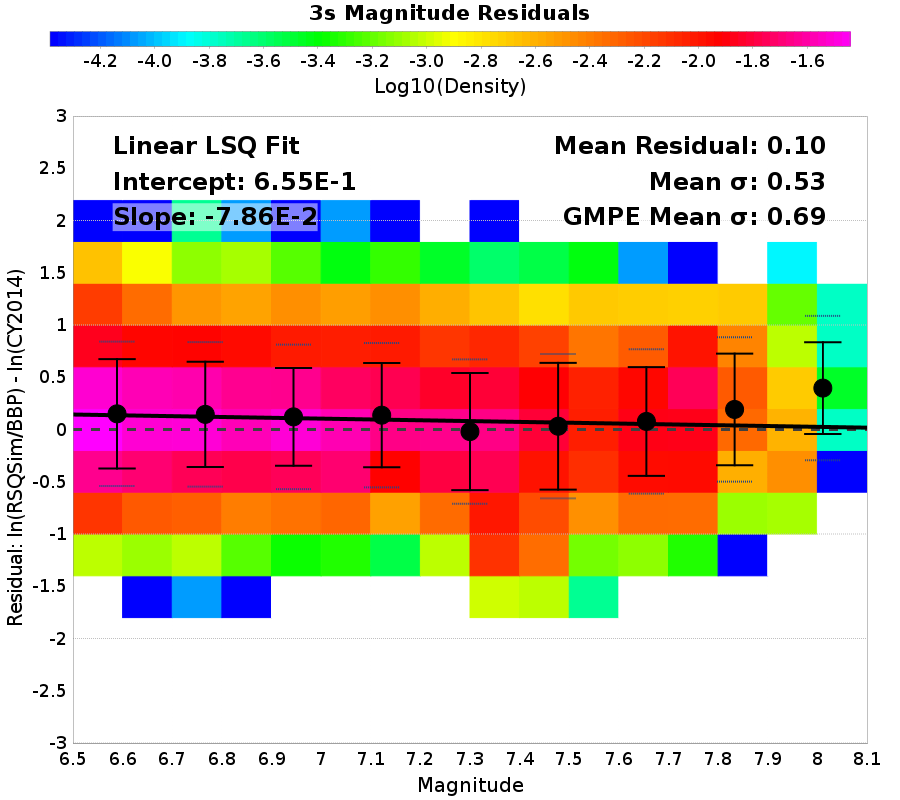 3s Magnitude Residuals
-4.2 -4.0 -3.8 -3.6 -3.4 -3.2 -3.0 -2.8 -2.6 -2.4 -2.2 -2.0 -1.8 -1.6
Log10(Density)
Linear LSQ Fit
Intercept: 6.55E-1
Slope: -7.86E-2
Mean Residual: 0.10
Mean σ: 0.53
GMPE Mean σ: 0.69
Residual: ln(RSQSim/BBP) - ln(CY2014)
3
2.5
2
1.5
1
0.5
0
-0.5
-1
-1.5
-2
-2.5
-3
6.5 6.6 6.7 6.8 6.9 7 7.1 7.2 7.3 7.4 7.5 7.6 7.7 7.8 7.9 8 8.1
Magnitude